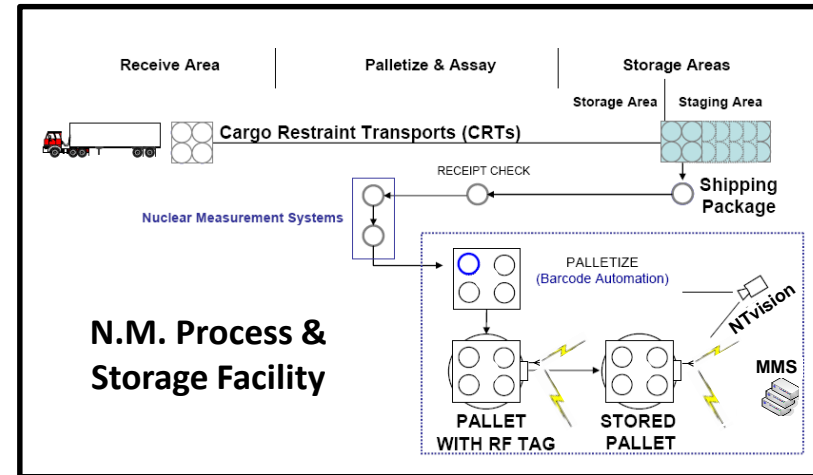 Receive Area
Palletize & Assay
Storage Areas
Storage Area
Staging Area
Cargo Restraint Transports (CRTs)
RECEIPT CHECK
Shipping
Package
Nuclear Measurement Systems
PALLETIZE
(Barcode Automation)
NTvision
N.M. Process &
Storage Facility
MMS
PALLET
WITH RF TAG
STORED
PALLET